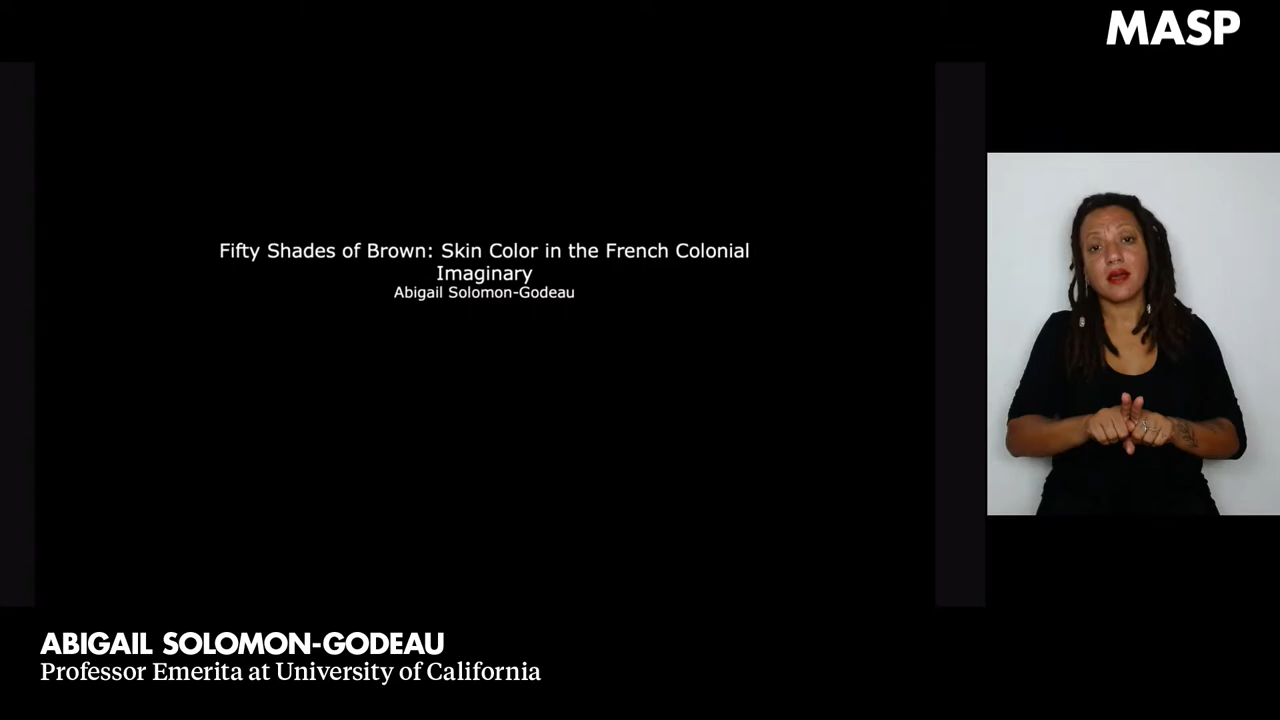 MASP
Fifty Shades of Brown: Skin Color in the French Colonial
Imaginary
Abigail Solomon-Godeau
ABIGAIL SOLOMON-GODEAU
Professor Emerita at University of California